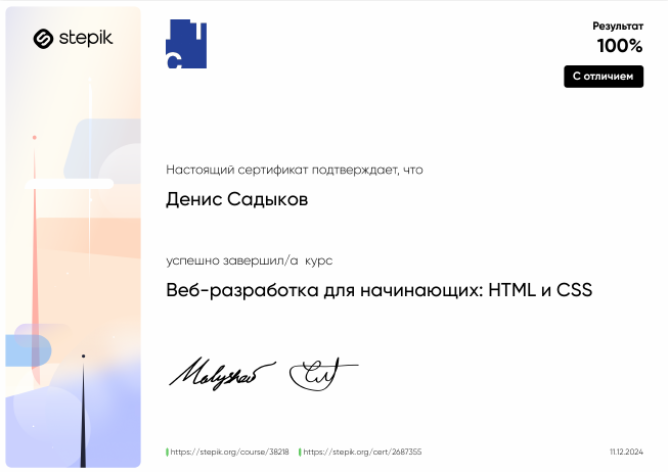 stepik
Т
С
Результат
100%
С отличием
Настоящий сертификат подтверждает, что
Денис Садыков
успешно завершил/а курс
Веб-разработка для начинающих: HTML и CSS
Malyshev
https://stepik.org/course/38218 https://stepik.org/cert/2687355
11.12.2024